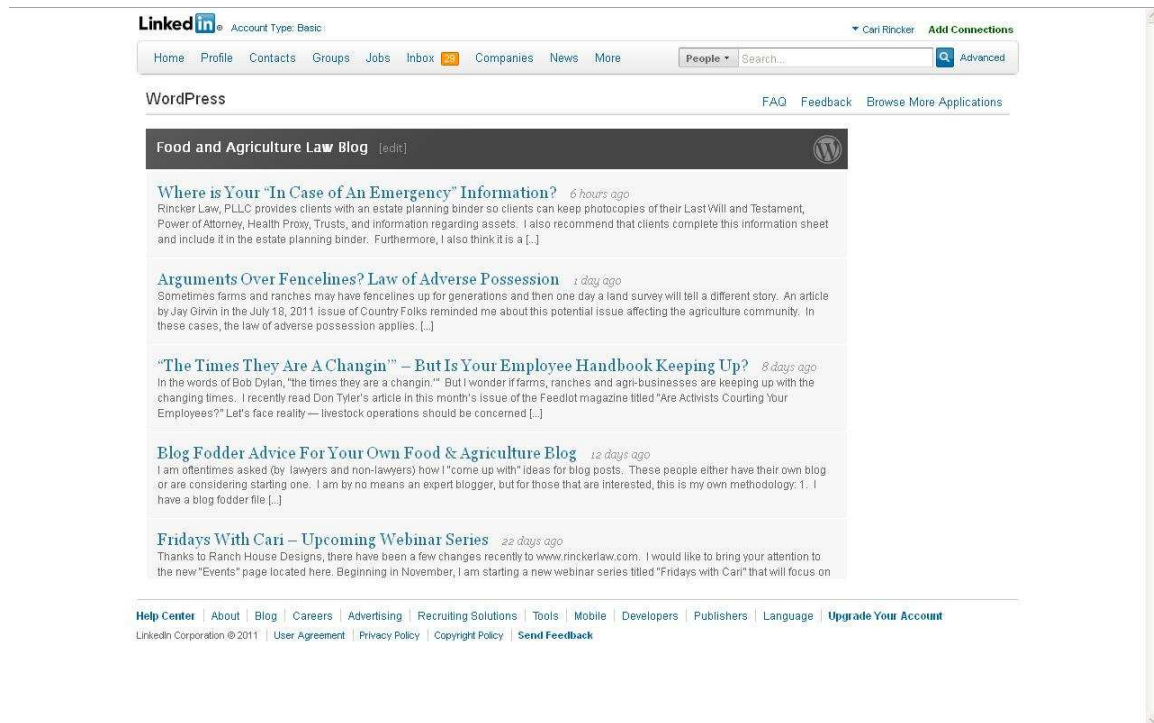 Linked in ® Account Type: Basic
Cari Rincker Add Connections
Home Profile Contacts Groups Jobs Inbox 29 Companies News More People Search... Advanced
WordPress FAQ Feedback Browse More Applications
Food and Agriculture Law Blog [edit]
Where is Your “In Case of An Emergency” Information? 6 hours ago
Rincker Law, PLLC provides clients with an estate planning binder so clients can keep photocopies of their Last Will and Testament,
Power of Attorney, Health Proxy, Trusts, and information regarding assets. I also recommend that clients complete this information sheet
and include it in the estate planning binder. Furthermore, I also think it is a [...]
Arguments Over Fencelines? Law of Adverse Possession 1 day ago
Sometimes farms and ranches may have fencelines up for generations and then one day a land survey will tell a different story. An article
by Jay Girvin in the July 18, 2011 issue of Country Folks reminded me about this potential issue affecting the agriculture community. In
these cases, the law of adverse possession applies. [...]
“The Times They Are A Changin’” – But Is Your Employee Handbook Keeping Up? 8 days ago
In the words of Bob Dylan, "the times they are a changin.'" But I wonder if farms, ranches and agri-businesses are keeping up with the
changing times. I recently read Don Tyler's article in this month's issue of the Feedlot magazine titled "Are Activists Courting Your
Employees?" Let's face reality — livestock operations should be concerned [...]
Blog Fodder Advice For Your Own Food & Agriculture Blog 12 days ago
I am oftentimes asked (by lawyers and non-lawyers) how I "come up with" ideas for blog posts. These people either have their own blog
or are considering starting one. I am by no means an expert blogger, but for those that are interested, this is my own methodology: 1. I
have a blog fodder file [...]
Fridays With Cari – Upcoming Webinar Series 22 days ago
Thanks to Ranch House Designs, there have been a few changes recently to www.rinckerlaw.com. I would like to bring your attention to
the new "Events" page located here. Beginning in November, I am starting a new webinar series titled "Fridays with Cari" that will focus on
Help Center About Blog Careers Advertising Recruiting Solutions Tools Mobile Developers Publishers Language Upgrade Your Account
LinkedIn Corporation © 2011 User Agreement Privacy Policy Copyright Policy Send Feedback